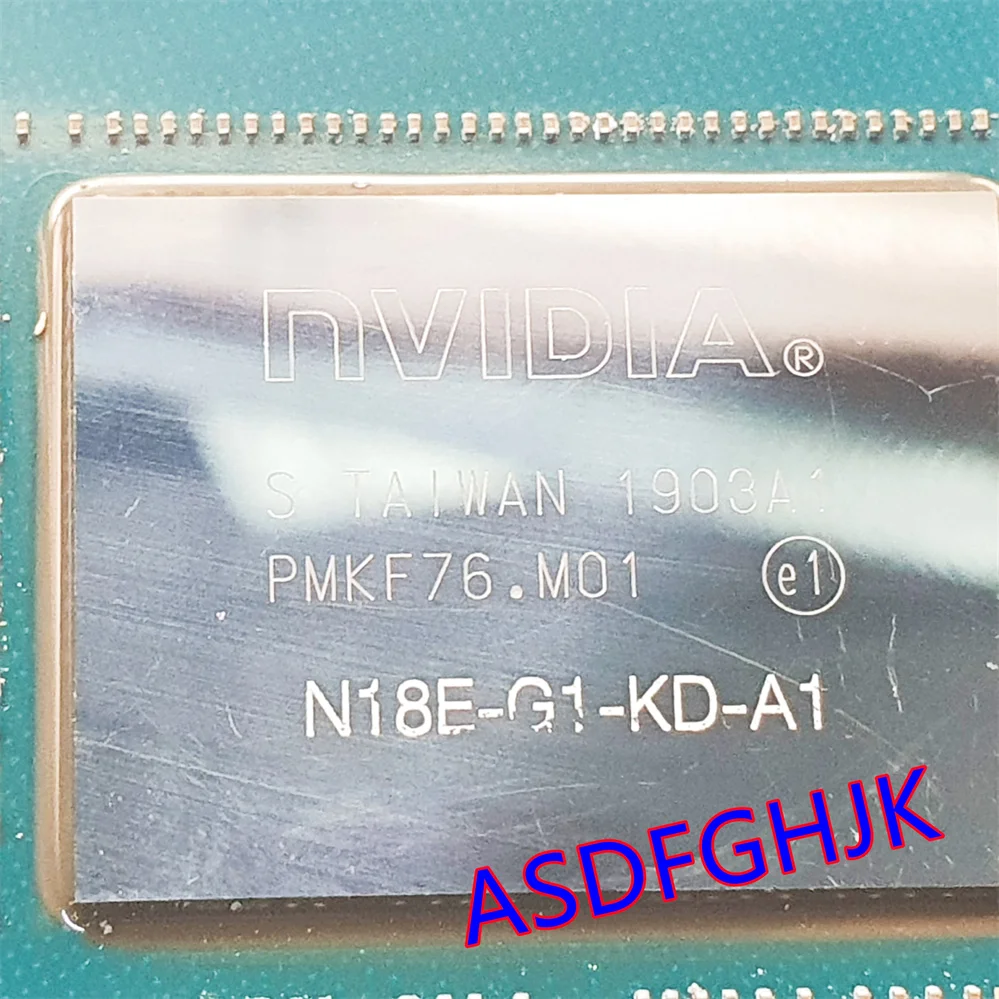 nVIDIA®
S TAIWAN 1903A1
PMKF76.M01 e1
N18E-G1-KD-A1
ASDFGHJK